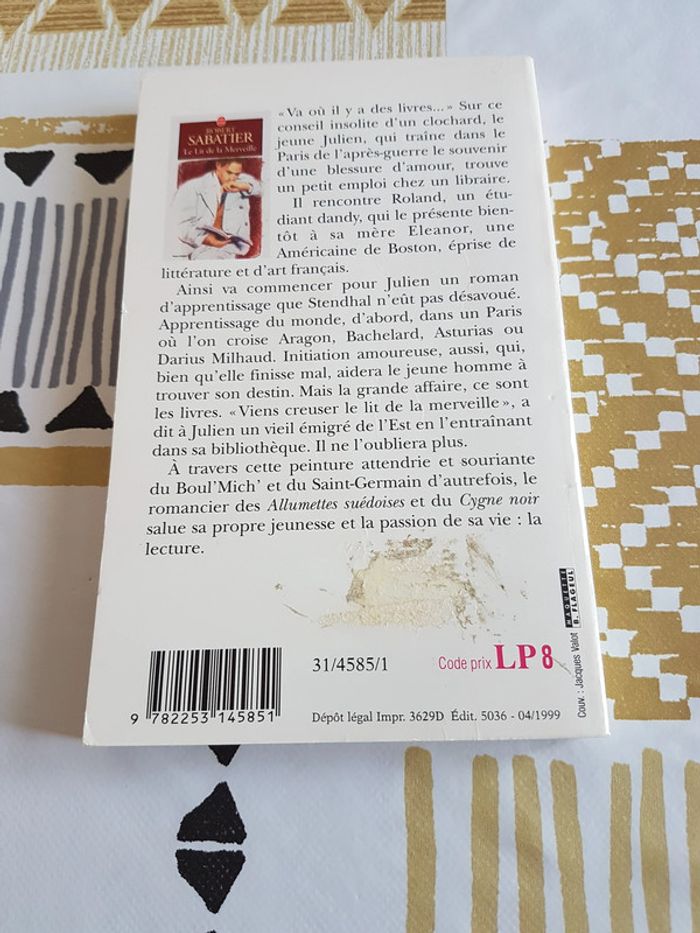 ROBERT
SABATIER
Le Lit de la Merveille
« Va où il y a des livres... » Sur ce
conseil insolite d'un clochard, le
jeune Julien, qui traîne dans le
Paris de l'après-guerre le souvenir
d'une blessure d'amour, trouve
un petit emploi chez un libraire.
Il rencontre Roland, un étu-
diant dandy, qui le présente bien-
tôt à sa mère Eleanor, une
Américaine de Boston, éprise de
littérature et d'art français.
Ainsi va commencer pour Julien un roman
d'apprentissage que Stendhal n'eût pas désavoué.
Apprentissage du monde, d'abord, dans un Paris
où l'on croise Aragon, Bachelard, Asturias ou
Darius Milhaud. Initiation amoureuse, aussi, qui,
bien qu'elle finisse mal, aidera le jeune homme à
trouver son destin. Mais la grande affaire, ce sont
les livres. « Viens creuser le lit de la merveille », a
dit à Julien un vieil émigré de l'Est en l'entraînant
dans sa bibliothèque. Il ne l'oubliera plus.
À travers cette peinture attendrie et souriante
du Boul'Mich' et du Saint-Germain d'autrefois, le
romancier des Allumettes suédoises et du Cygne noir
salue sa propre jeunesse et la passion de sa vie : la
lecture.
MAQUETTE
B. FLAGEUL
Couv. : Jacques Valot
31/4585/1
Code prix LP 8
9 782253 145851
Dépôt légal Impr. 3629D Édit. 5036 - 04/1999